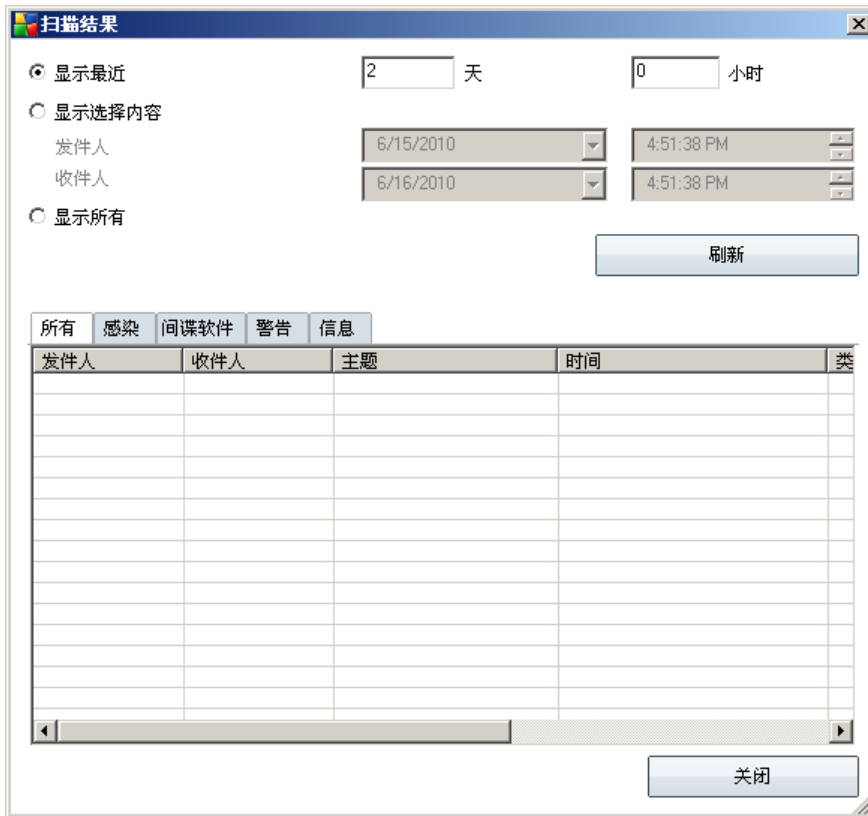 扫描结果
显示最近 2 天 0 小时
显示选择内容
发件人 6/15/2010 4:51:38 PM
收件人 6/16/2010 4:51:38 PM
显示所有
刷新
所有 感染 间谍软件 警告 信息
发件人 收件人 主题 时间 类
关闭